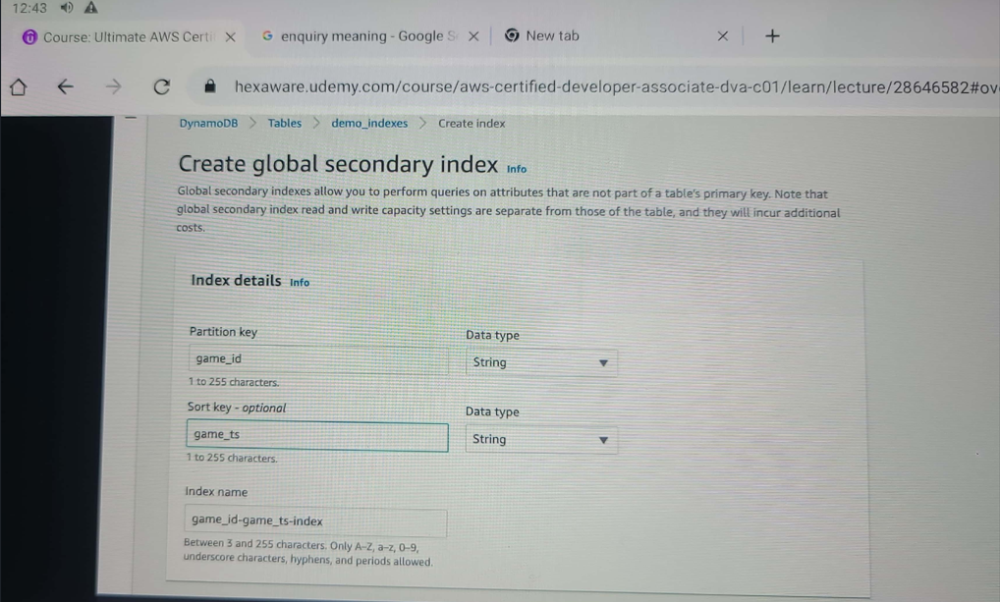 12:43
Course: Ultimate AWS Certi
enquiry meaning - Google S
New tab
hexaware.udemy.com/course/aws-certified-developer-associate-dva-c01/learn/lecture/28646582#ov
DynamoDB > Tables > demo_indexes > Create index
Create global secondary index Info
Global secondary indexes allow you to perform queries on attributes that are not part of a table's primary key. Note that
global secondary index read and write capacity settings are separate from those of the table, and they will incur additional
costs.
Index details Info
Partition key
Data type
game_id
String
1 to 255 characters.
Sort key - optional
Data type
game_ts
String
1 to 255 characters.
Index name
game_id-game_ts-index
Between 3 and 255 characters. Only A–Z, a–z, 0–9,
underscore characters, hyphens, and periods allowed.